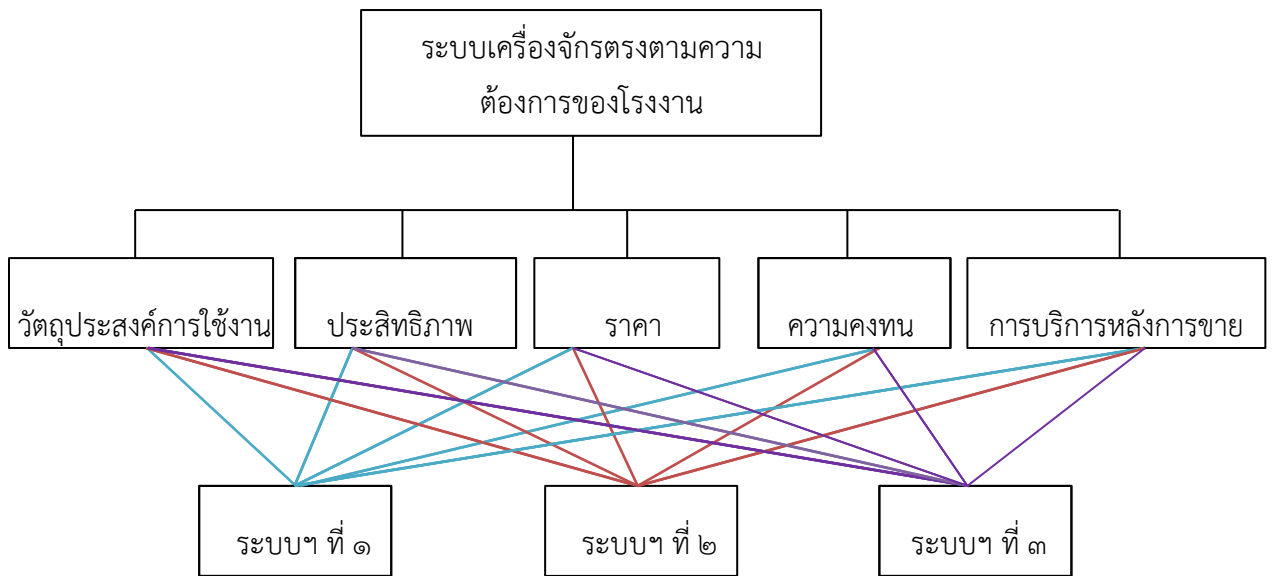 ระบบเครื่องจักรตรงตามความ
ต้องการของโรงงาน
วัตถุประสงค์การใช้งาน
ประสิทธิภาพ
ราคา
ความคงทน
การบริการหลังการขาย
ระบบฯ ที่ ๑
ระบบฯ ที่ ๒
ระบบฯ ที่ ๓